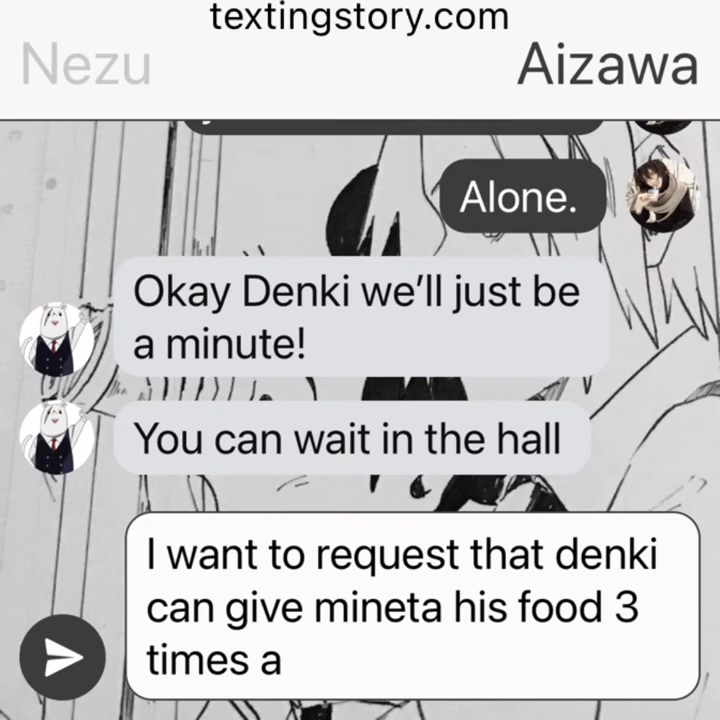 textingstory.com
Nezu
Aizawa
Alone.
Okay Denki we’ll just be
a minute!
You can wait in the hall
I want to request that denki
can give mineta his food 3
times a